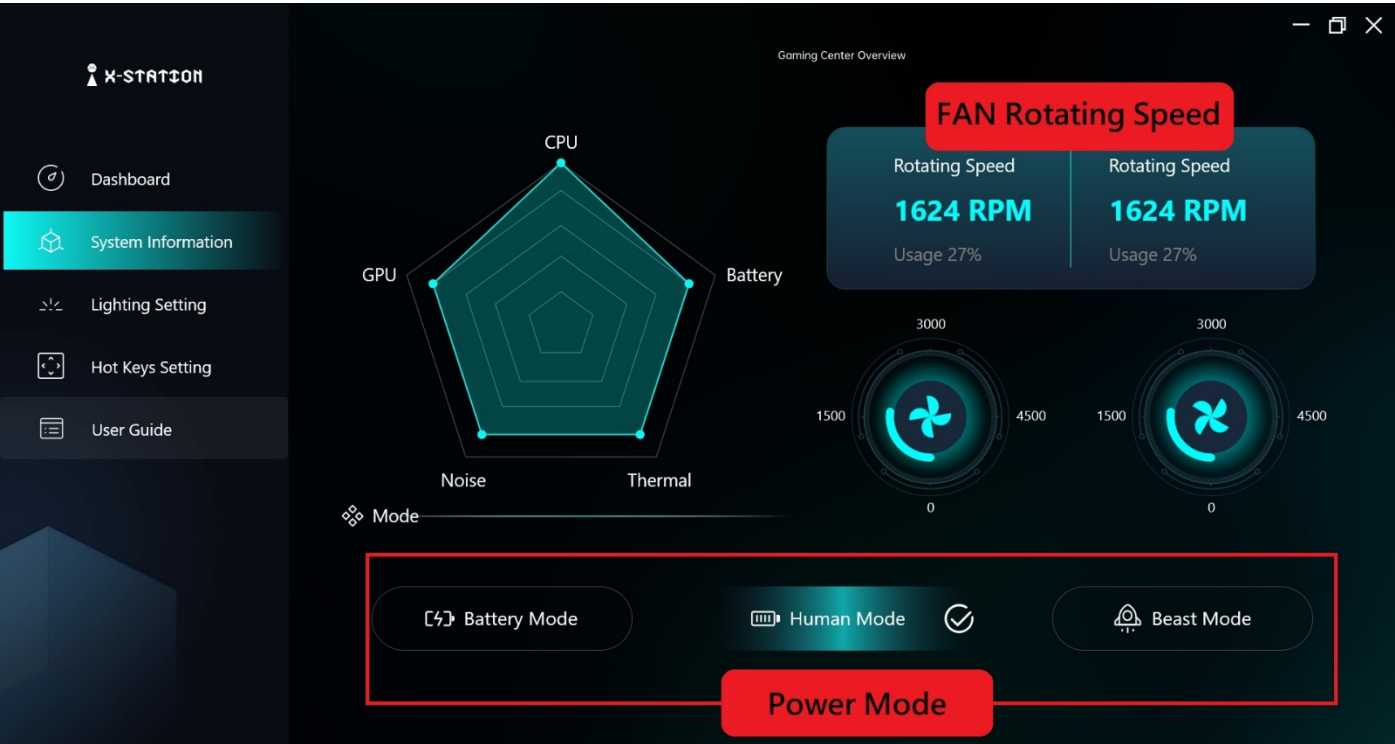 X-STATION
Dashboard
System Information
Lighting Setting
Hot Keys Setting
User Guide
Gaming Center Overview
FAN Rotating Speed
Rotating Speed
1624 RPM
Usage 27%
Rotating Speed
1624 RPM
Usage 27%
CPU
GPU
Battery
Noise
Thermal
3000
1500
4500
0
3000
1500
4500
0
Mode
Battery Mode
Human Mode
Beast Mode
Power Mode